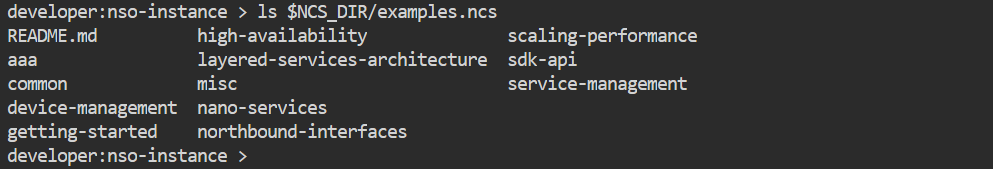 developer:nso-instance > ls $NCS_DIR/examples.ncs
README.md          high-availability              scaling-performance
aaa                layered-services-architecture  sdk-api
common             misc                           service-management
device-management  nano-services
getting-started    northbound-interfaces
developer:nso-instance >